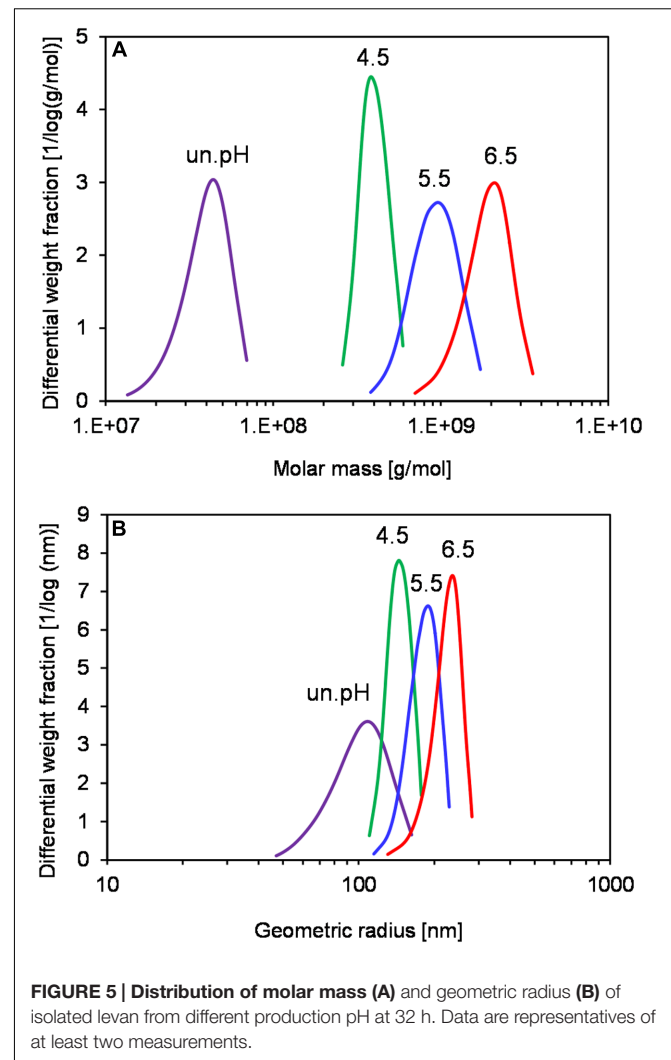 A
4.5
un.pH
5.5
6.5
Differential weight fraction [1/log(g/mol)]
5
4
3
2
1
0
1.E+07
1.E+08
1.E+09
1.E+10
Molar mass [g/mol]
B
4.5
6.5
5.5
un.pH
Differential weight fraction [1/log (nm)]
9
8
7
6
5
4
3
2
1
0
10
100
1000
Geometric radius [nm]
FIGURE 5 | Distribution of molar mass (A) and geometric radius (B) of
isolated levan from different production pH at 32 h. Data are representatives of
at least two measurements.